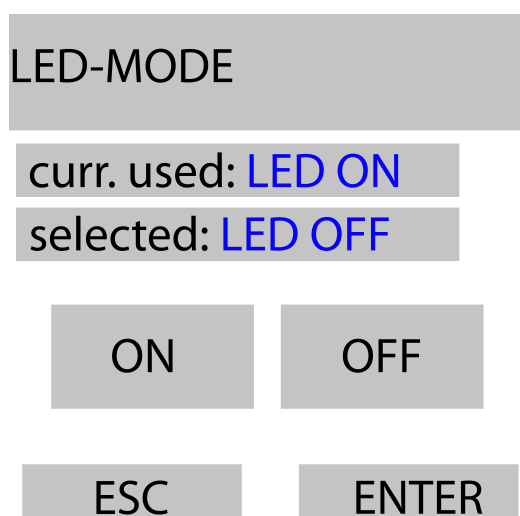 LED-MODE
curr. used: LED ON
selected: LED OFF
ON OFF
ESC ENTER